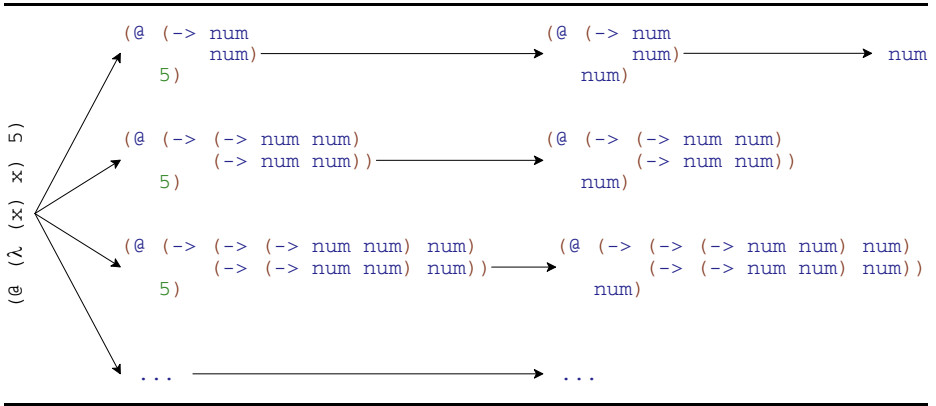 (@ (λ (x) x) 5)
(@ (-> num
num)
5)
(@ (-> num
num)
num)
num
(@ (-> (-> num num)
(-> num num))
5)
(@ (-> (-> num num)
(-> num num))
num)
(@ (-> (-> (-> num num) num)
(-> (-> num num) num))
5)
(@ (-> (-> (-> num num) num)
(-> (-> num num) num))
num)
...
...